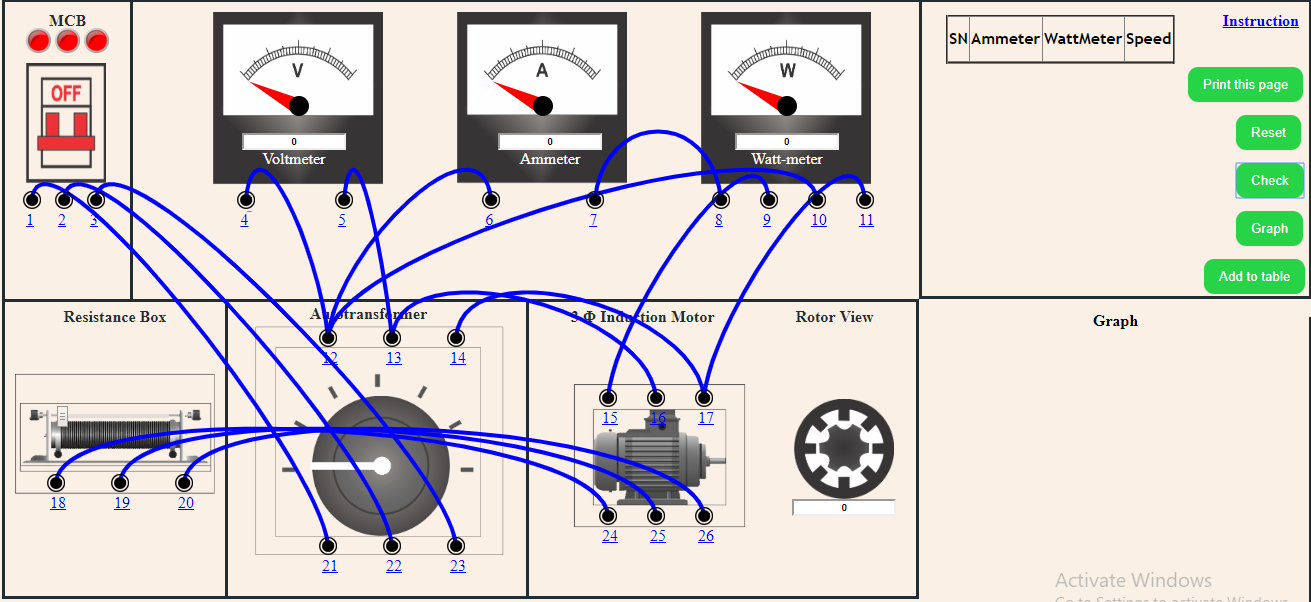 MCB
OFF
1 2 3
V
0
Voltmeter
4 5
A
0
Ammeter
6 7
W
0
Watt-meter
8 9 10 11
SN Ammeter WattMeter Speed
Instruction
Print this page
Reset
Check
Graph
Add to table
Resistance Box
18 19 20
Autotransformer
12 13 14
21 22 23
3-Φ Induction Motor
15 16 17
24 25 26
Rotor View
0
Graph
Activate Windows
Go to Settings to activate Windows.